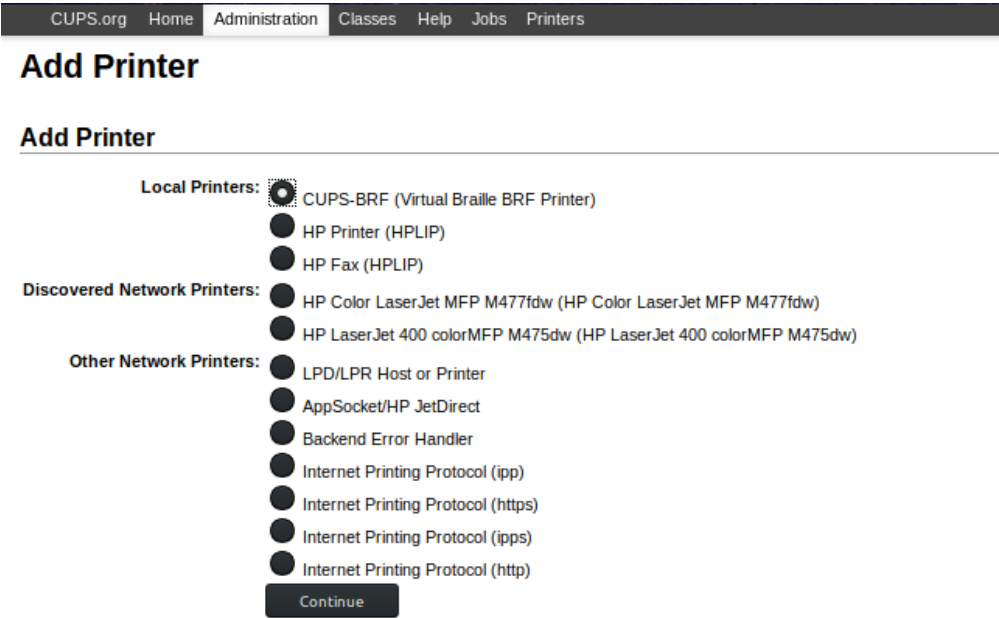 CUPS.org Home Administration Classes Help Jobs Printers
Add Printer
Add Printer
Local Printers: CUPS-BRF (Virtual Braille BRF Printer)
HP Printer (HPLIP)
HP Fax (HPLIP)
Discovered Network Printers: HP Color LaserJet MFP M477fdw (HP Color LaserJet MFP M477fdw)
HP LaserJet 400 colorMFP M475dw (HP LaserJet 400 colorMFP M475dw)
Other Network Printers: LPD/LPR Host or Printer
AppSocket/HP JetDirect
Backend Error Handler
Internet Printing Protocol (ipp)
Internet Printing Protocol (https)
Internet Printing Protocol (ipps)
Internet Printing Protocol (http)
Continue